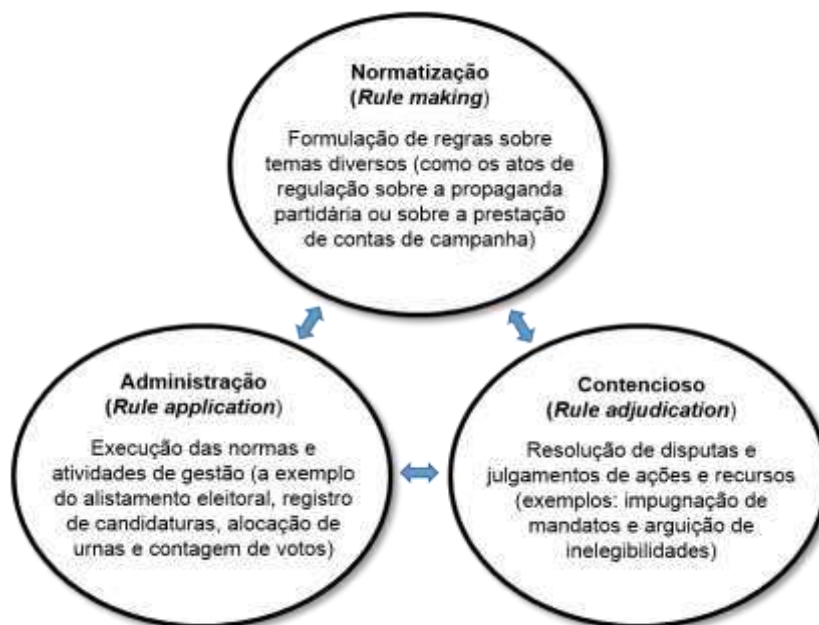 Normatização
(Rule making)
Formulação de regras sobre
temas diversos (como os atos de
regulação sobre a propaganda
partidária ou sobre a prestação
de contas de campanha)
Administração
(Rule application)
Execução das normas e
atividades de gestão (a exemplo
do alistamento eleitoral, registro
de candidaturas, alocação de
urnas e contagem de votos)
Contencioso
(Rule adjudication)
Resolução de disputas e
julgamentos de ações e recursos
(exemplos: impugnação de
mandatos e arguição de
inelegibilidades)